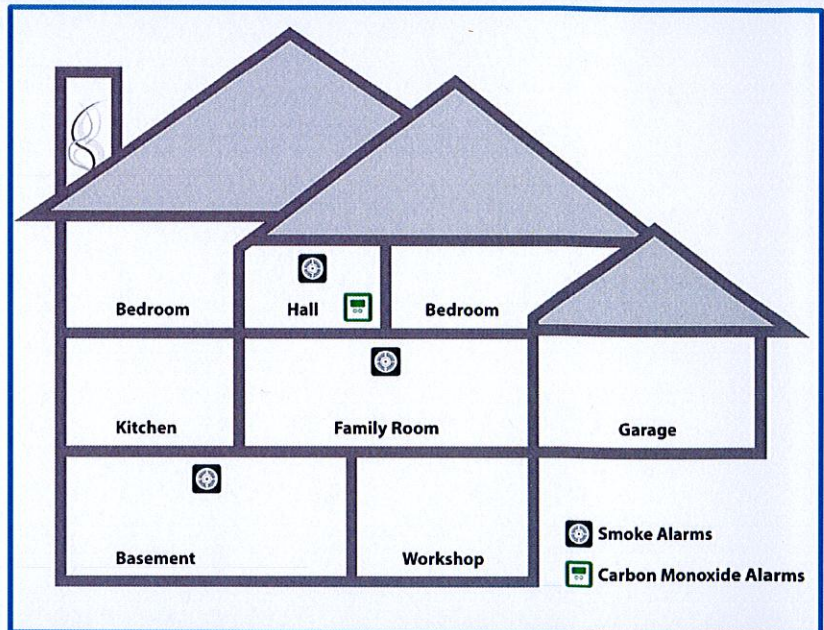 Bedroom
Hall
Bedroom
Kitchen
Family Room
Garage
Basement
Workshop
Smoke Alarms
Carbon Monoxide Alarms